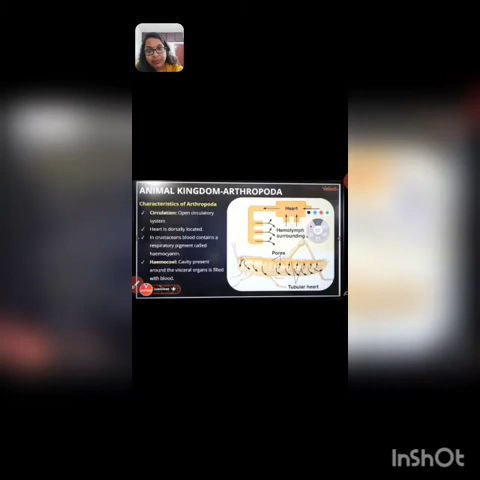 ANIMAL KINGDOM-ARTHROPODA
Vedantu
Characteristics of Arthropoda
✓ Circulation: Open circulatory
system.
✓ Heart is dorsally located.
✓ In crustaceans blood contains a
respiratory pigment called
haemocyanin.
✓ Haemocoel: Cavity present
around the visceral organs is filled
with blood.
SUBSCRIBE
Heart
Hemolymph
surrounding
Pores
Tubular heart
InShOt